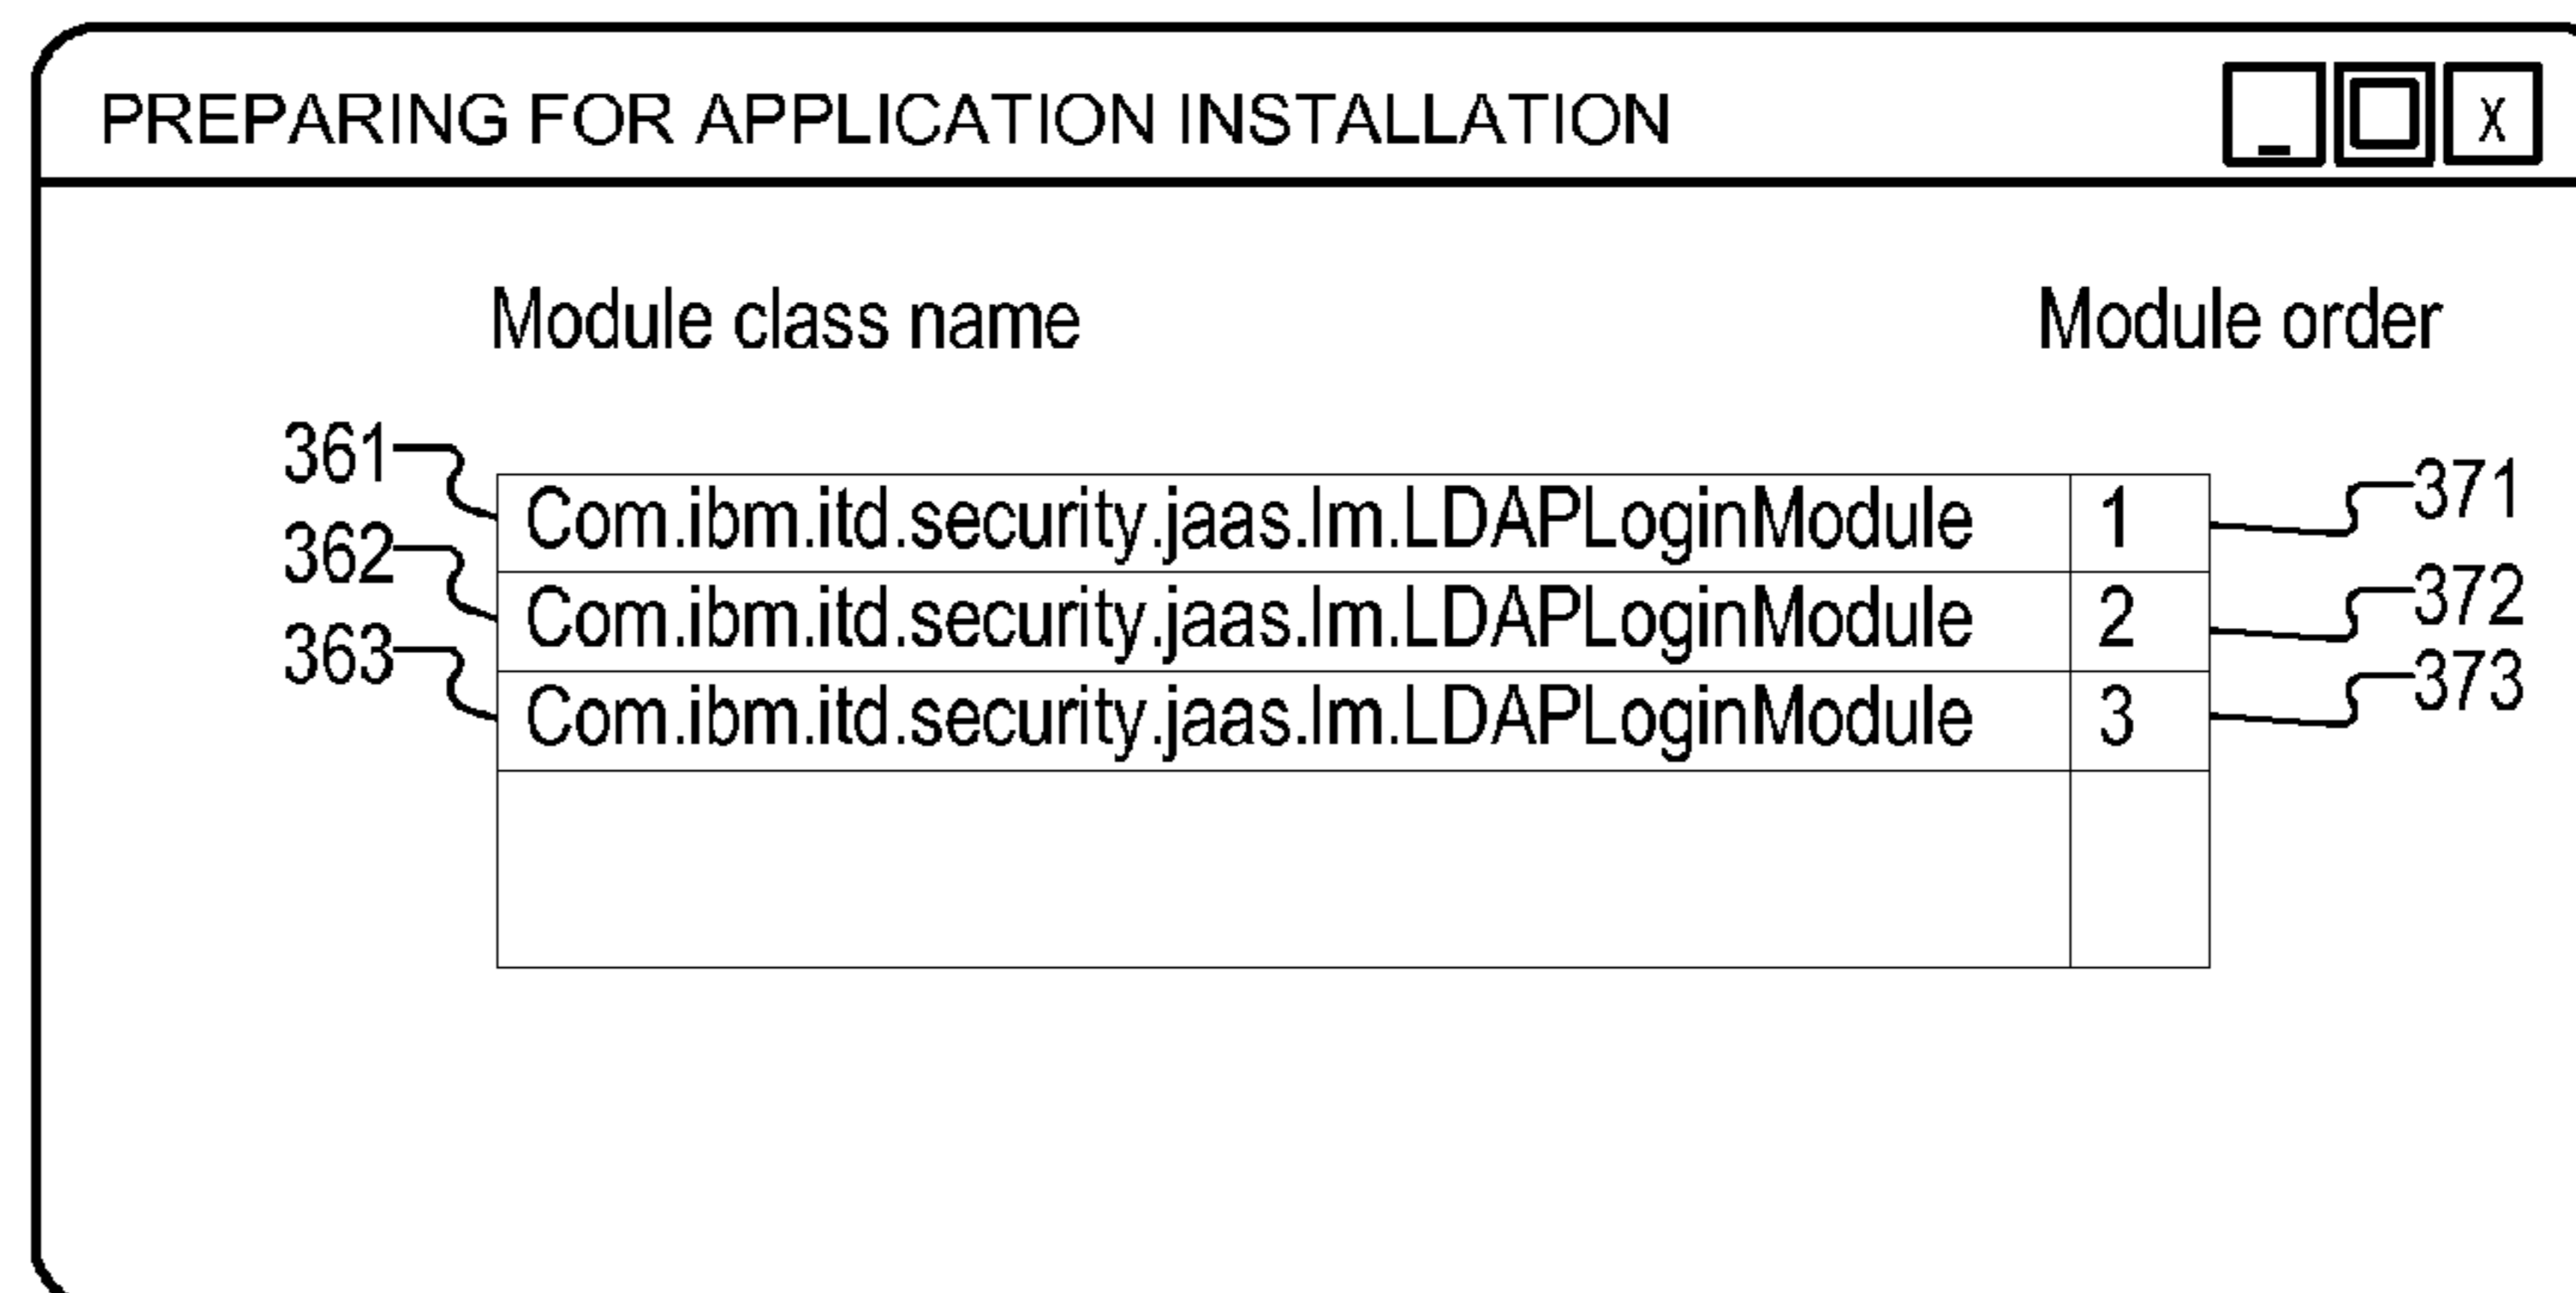 PREPARING FOR APPLICATION INSTALLATION _ X
Module class name Module order
361 Com.ibm.itd.security.jaas.lm.LDAPLoginModule 1 371
362 Com.ibm.itd.security.jaas.lm.LDAPLoginModule 2 372
363 Com.ibm.itd.security.jaas.lm.LDAPLoginModule 3 373